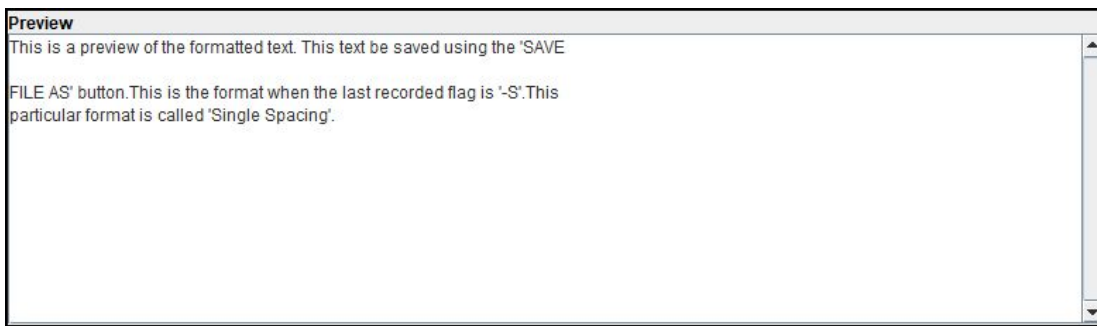 Preview
This is a preview of the formatted text. This text be saved using the 'SAVE
FILE AS' button.This is the format when the last recorded flag is '-S'.This
particular format is called 'Single Spacing'.